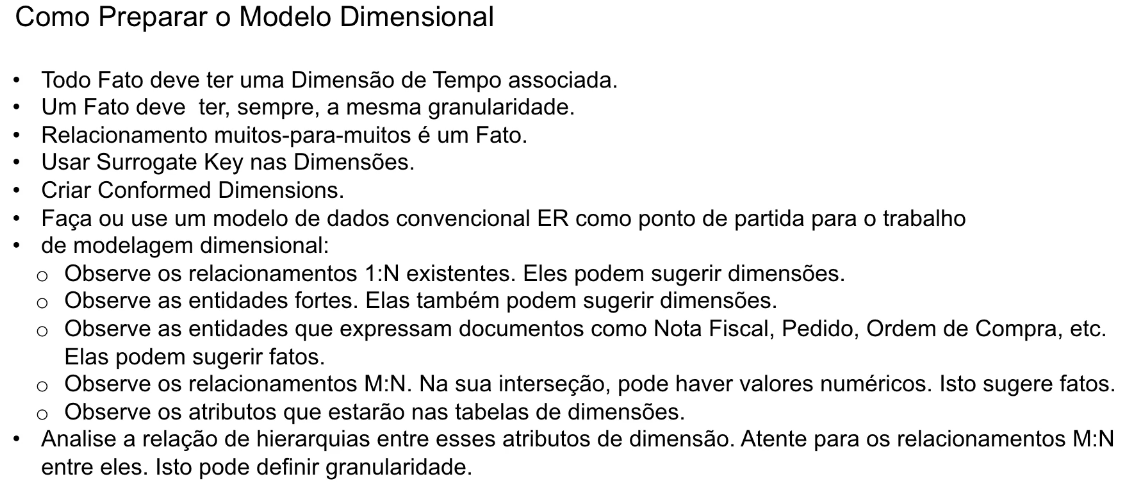 Como Preparar o Modelo Dimensional
• Todo Fato deve ter uma Dimensão de Tempo associada.
• Um Fato deve  ter, sempre, a mesma granularidade.
• Relacionamento muitos-para-muitos é um Fato.
• Usar Surrogate Key nas Dimensões.
• Criar Conformed Dimensions.
• Faça ou use um modelo de dados convencional ER como ponto de partida para o trabalho
• de modelagem dimensional:
o Observe os relacionamentos 1:N existentes. Eles podem sugerir dimensões.
o Observe as entidades fortes. Elas também podem sugerir dimensões.
o Observe as entidades que expressam documentos como Nota Fiscal, Pedido, Ordem de Compra, etc.
Elas podem sugerir fatos.
o Observe os relacionamentos M:N. Na sua interseção, pode haver valores numéricos. Isto sugere fatos.
o Observe os atributos que estarão nas tabelas de dimensões.
• Analise a relação de hierarquias entre esses atributos de dimensão. Atente para os relacionamentos M:N
entre eles. Isto pode definir granularidade.